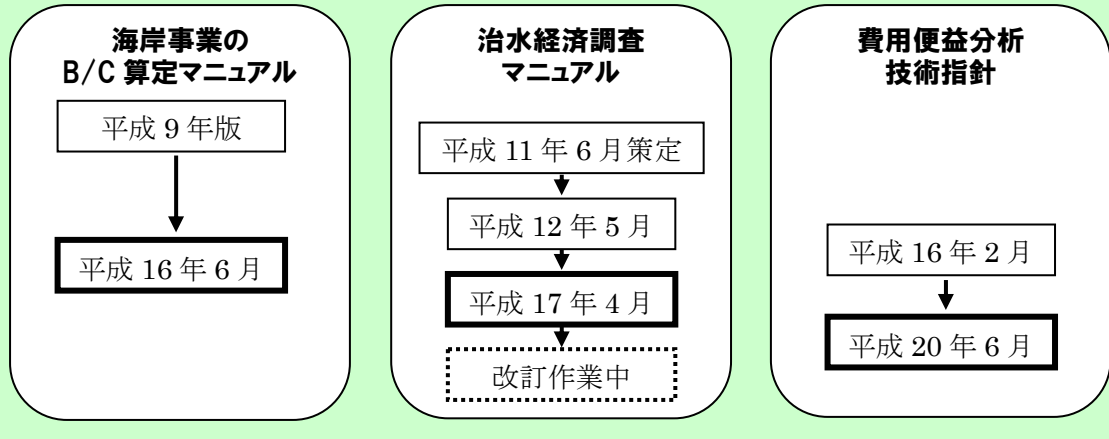 海岸事業の
B/C 算定マニュアル
平成 9 年版
平成 16 年 6 月
治水経済調査
マニュアル
平成 11 年 6 月策定
平成 12 年 5 月
平成 17 年 4 月
改訂作業中
費用便益分析
技術指針
平成 16 年 2 月
平成 20 年 6 月